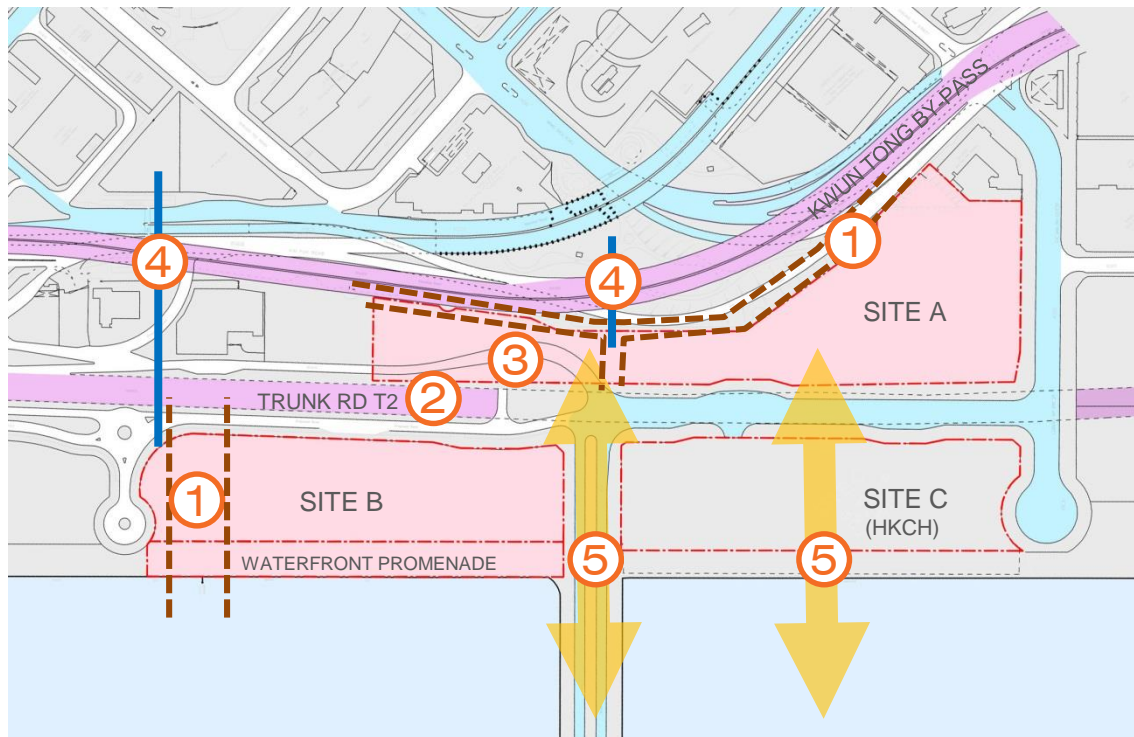 KWUN TONG BY-PASS
1
4
4
SITE A
3
TRUNK RD T2
2
1
SITE B
SITE C
(HKCH)
WATERFRONT PROMENADE
5
5